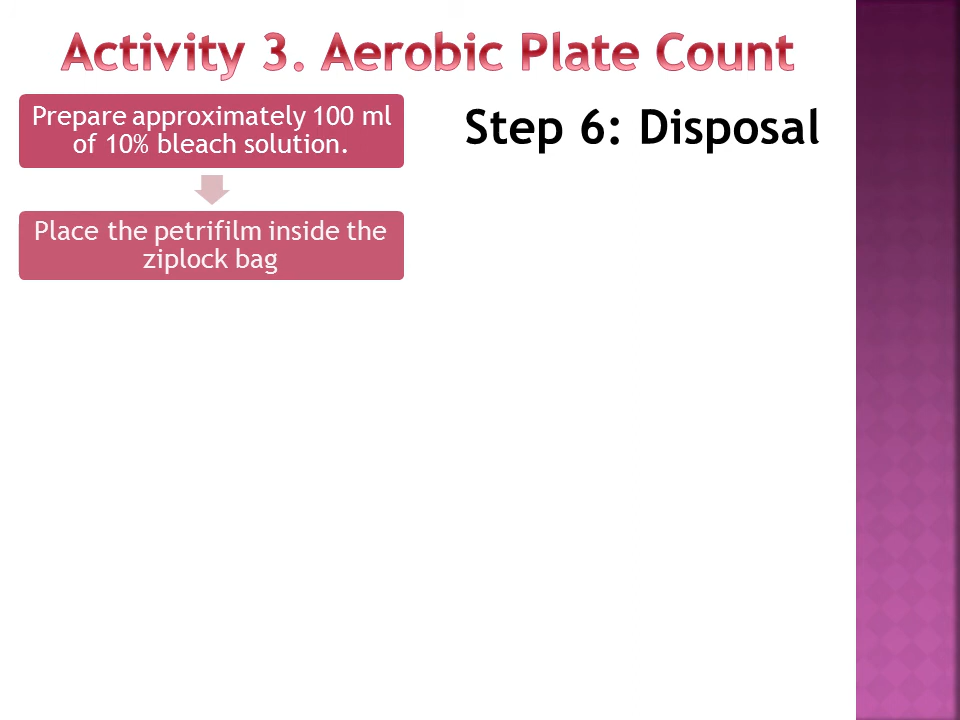 Activity 3. Aerobic Plate Count
Prepare approximately 100 ml
of 10% bleach solution.
Step 6: Disposal
Place the petrifilm inside the
ziplock bag